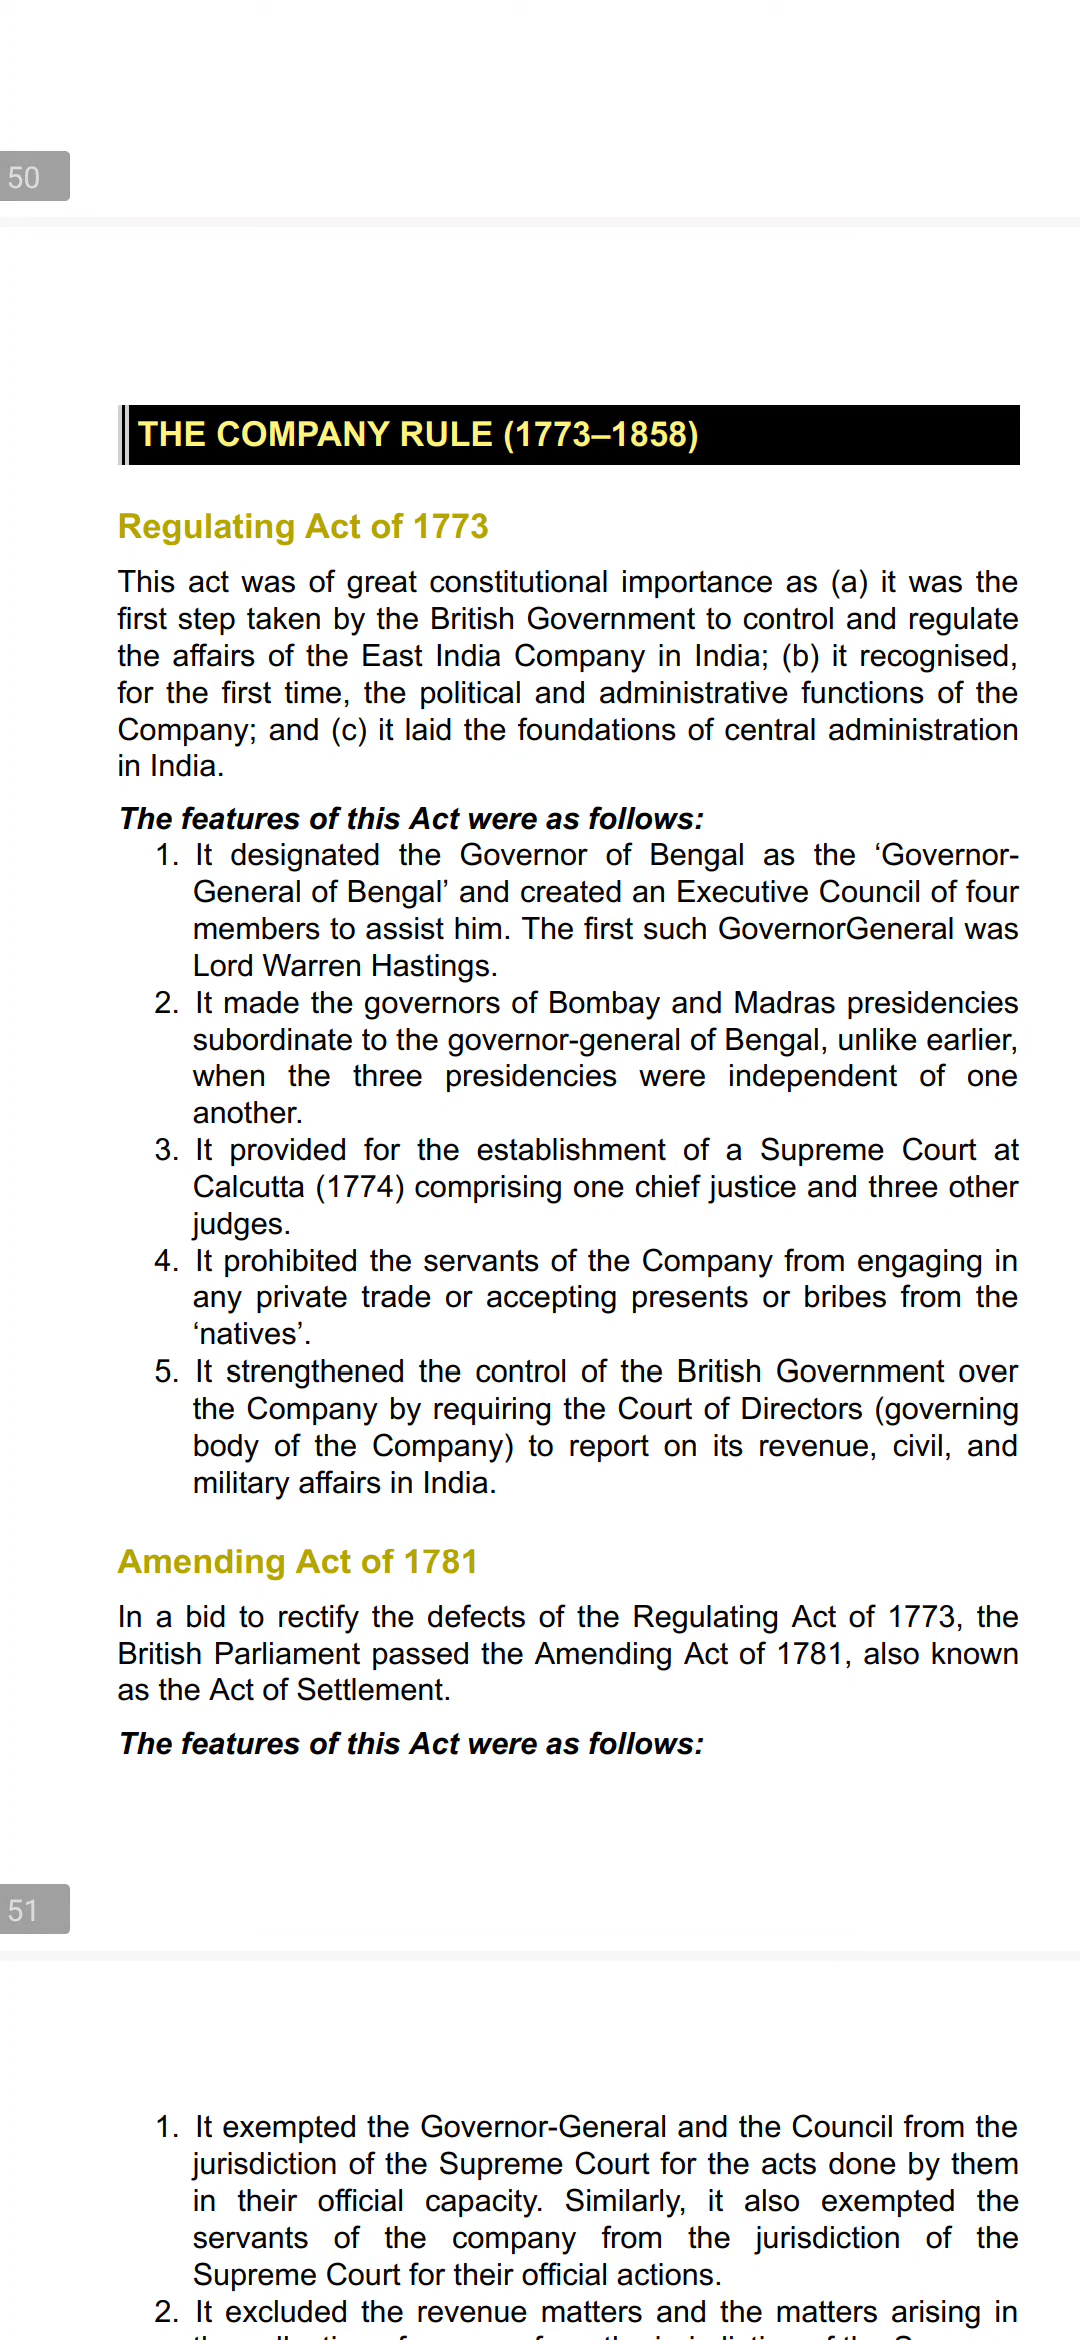 50
THE COMPANY RULE (1773–1858)
Regulating Act of 1773
This act was of great constitutional importance as (a) it was the
first step taken by the British Government to control and regulate
the affairs of the East India Company in India; (b) it recognised,
for the first time, the political and administrative functions of the
Company; and (c) it laid the foundations of central administration
in India.
The features of this Act were as follows:
1. It designated the Governor of Bengal as the ‘Governor-
General of Bengal’ and created an Executive Council of four
members to assist him. The first such GovernorGeneral was
Lord Warren Hastings.
2. It made the governors of Bombay and Madras presidencies
subordinate to the governor-general of Bengal, unlike earlier,
when the three presidencies were independent of one
another.
3. It provided for the establishment of a Supreme Court at
Calcutta (1774) comprising one chief justice and three other
judges.
4. It prohibited the servants of the Company from engaging in
any private trade or accepting presents or bribes from the
‘natives’.
5. It strengthened the control of the British Government over
the Company by requiring the Court of Directors (governing
body of the Company) to report on its revenue, civil, and
military affairs in India.
Amending Act of 1781
In a bid to rectify the defects of the Regulating Act of 1773, the
British Parliament passed the Amending Act of 1781, also known
as the Act of Settlement.
The features of this Act were as follows:
51
1. It exempted the Governor-General and the Council from the
jurisdiction of the Supreme Court for the acts done by them
in their official capacity. Similarly, it also exempted the
servants of the company from the jurisdiction of the
Supreme Court for their official actions.
2. It excluded the revenue matters and the matters arising in